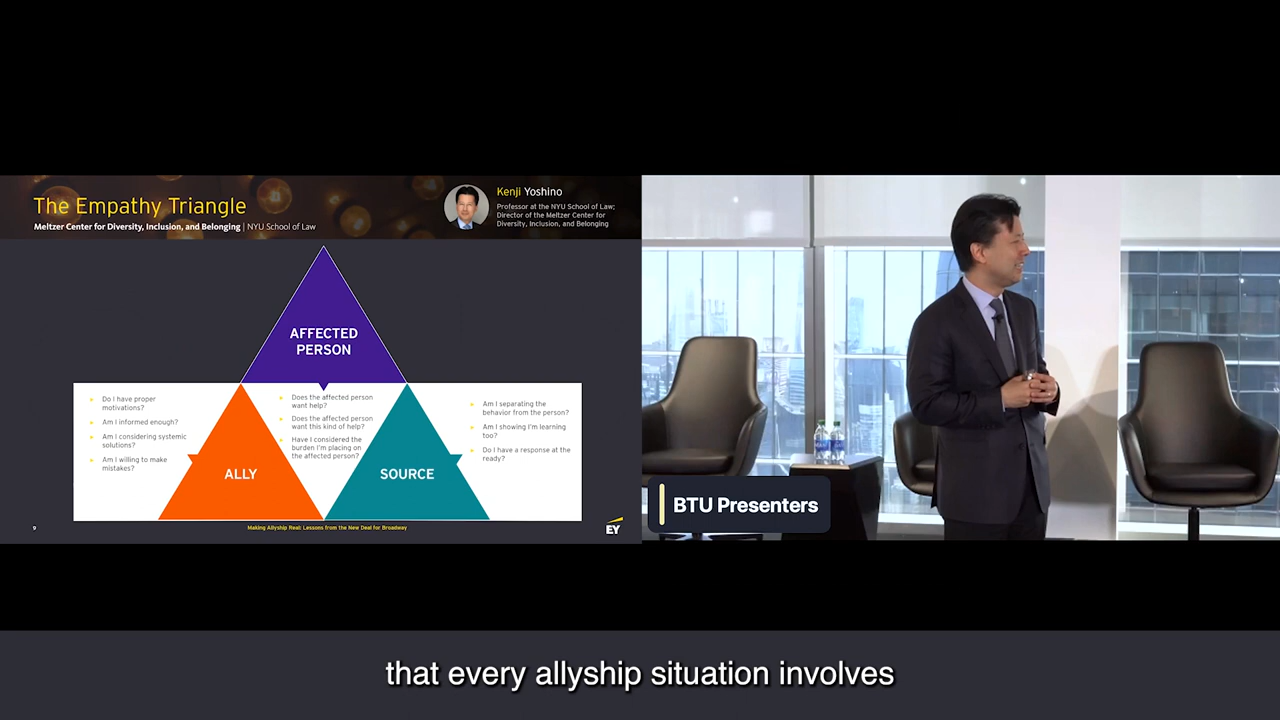 The Empathy Triangle
Meltzer Center for Diversity, Inclusion, and Belonging | NYU School of Law
Kenji Yoshino
Professor at the NYU School of Law;
Director of the Meltzer Center for
Diversity, Inclusion, and Belonging
AFFECTED
PERSON
Do I have proper
motivations?
Am I informed enough?
Am I considering systemic
solutions?
Am I willing to make
mistakes?
ALLY
Does the affected person
want help?
Does the affected person
want this kind of help?
Have I considered the
burden I'm placing on
the affected person?
SOURCE
Am I separating the
behavior from the person?
Am I showing I'm learning
too?
Do I have a response at the
ready?
9
Making Allyship Real: Lessons from the New Deal for Broadway
EY
BTU Presenters
that every allyship situation involves